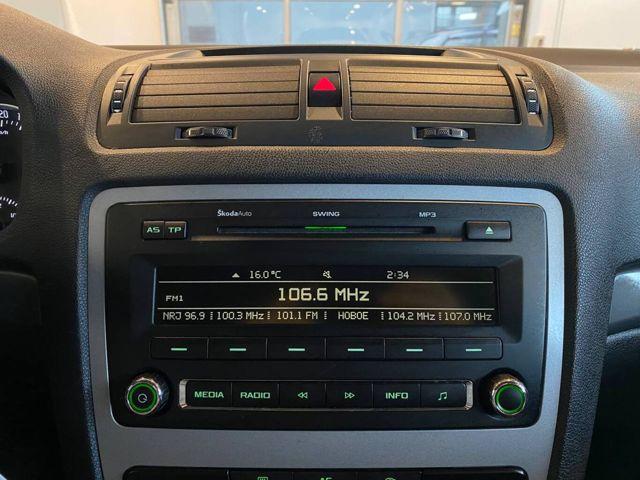 ŠkodaAuto SWING MP3
AS TP
16.0°C 2:34
FM1 106.6 MHz
NRJ 96.9 100.3 MHz 101.1 FM НОВОЕ 104.2 MHz 107.0 MHz
MEDIA RADIO INFO